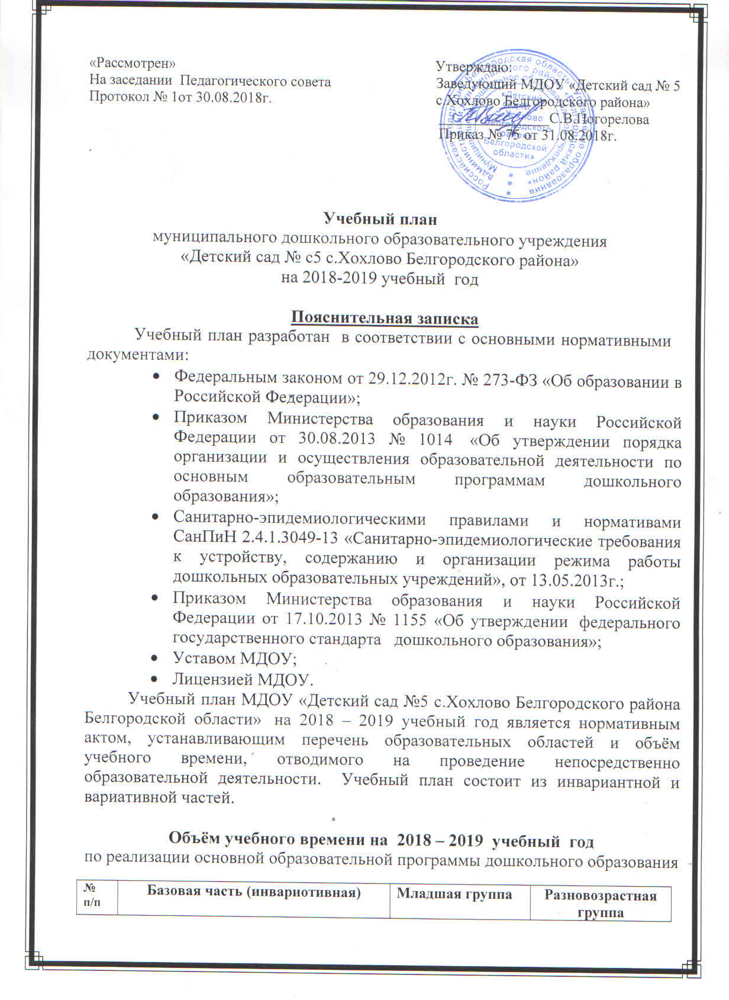 «Рассмотрен»
На заседании Педагогического совета
Протокол № 1от 30.08.2018г.
Утверждаю:
Заведующий МДОУ «Детский сад № 5
с.Хохлово Белгородского района»
С.В.Погорелова
Приказ № 75 от 31.08.2018г.
«Детский
с.Хохлово
Белгородского
района
Белгородской
области»
Учебный план
муниципального дошкольного образовательного учреждения
«Детский сад № с5 с.Хохлово Белгородского района»
на 2018-2019 учебный год
Пояснительная записка
Учебный план разработан в соответствии с основными нормативными
документами:
• Федеральным законом от 29.12.2012г. № 273-ФЗ «Об образовании в
Российской Федерации»;
• Приказом Министерства образования и науки Российской
Федерации от 30.08.2013 № 1014 «Об утверждении порядка
организации и осуществления образовательной деятельности по
основным образовательным программам дошкольного
образования»;
• Санитарно-эпидемиологическими правилами и нормативами
СанПиН 2.4.1.3049-13 «Санитарно-эпидемиологические требования
к устройству, содержанию и организации режима работы
дошкольных образовательных учреждений», от 13.05.2013г.;
• Приказом Министерства образования и науки Российской
Федерации от 17.10.2013 № 1155 «Об утверждении федерального
государственного стандарта дошкольного образования»;
• Уставом МДОУ;
• Лицензией МДОУ.
Учебный план МДОУ «Детский сад №5 с.Хохлово Белгородского района
Белгородской области» на 2018 – 2019 учебный год является нормативным
актом, устанавливающим перечень образовательных областей и объём
учебного времени, отводимого на проведение непосредственно
образовательной деятельности. Учебный план состоит из инвариантной и
вариативной частей.
Объём учебного времени на 2018 – 2019 учебный год
по реализации основной образовательной программы дошкольного образования
№
п/п
Базовая часть (инвариотивная)
Младшая группа
Разновозрастная
группа